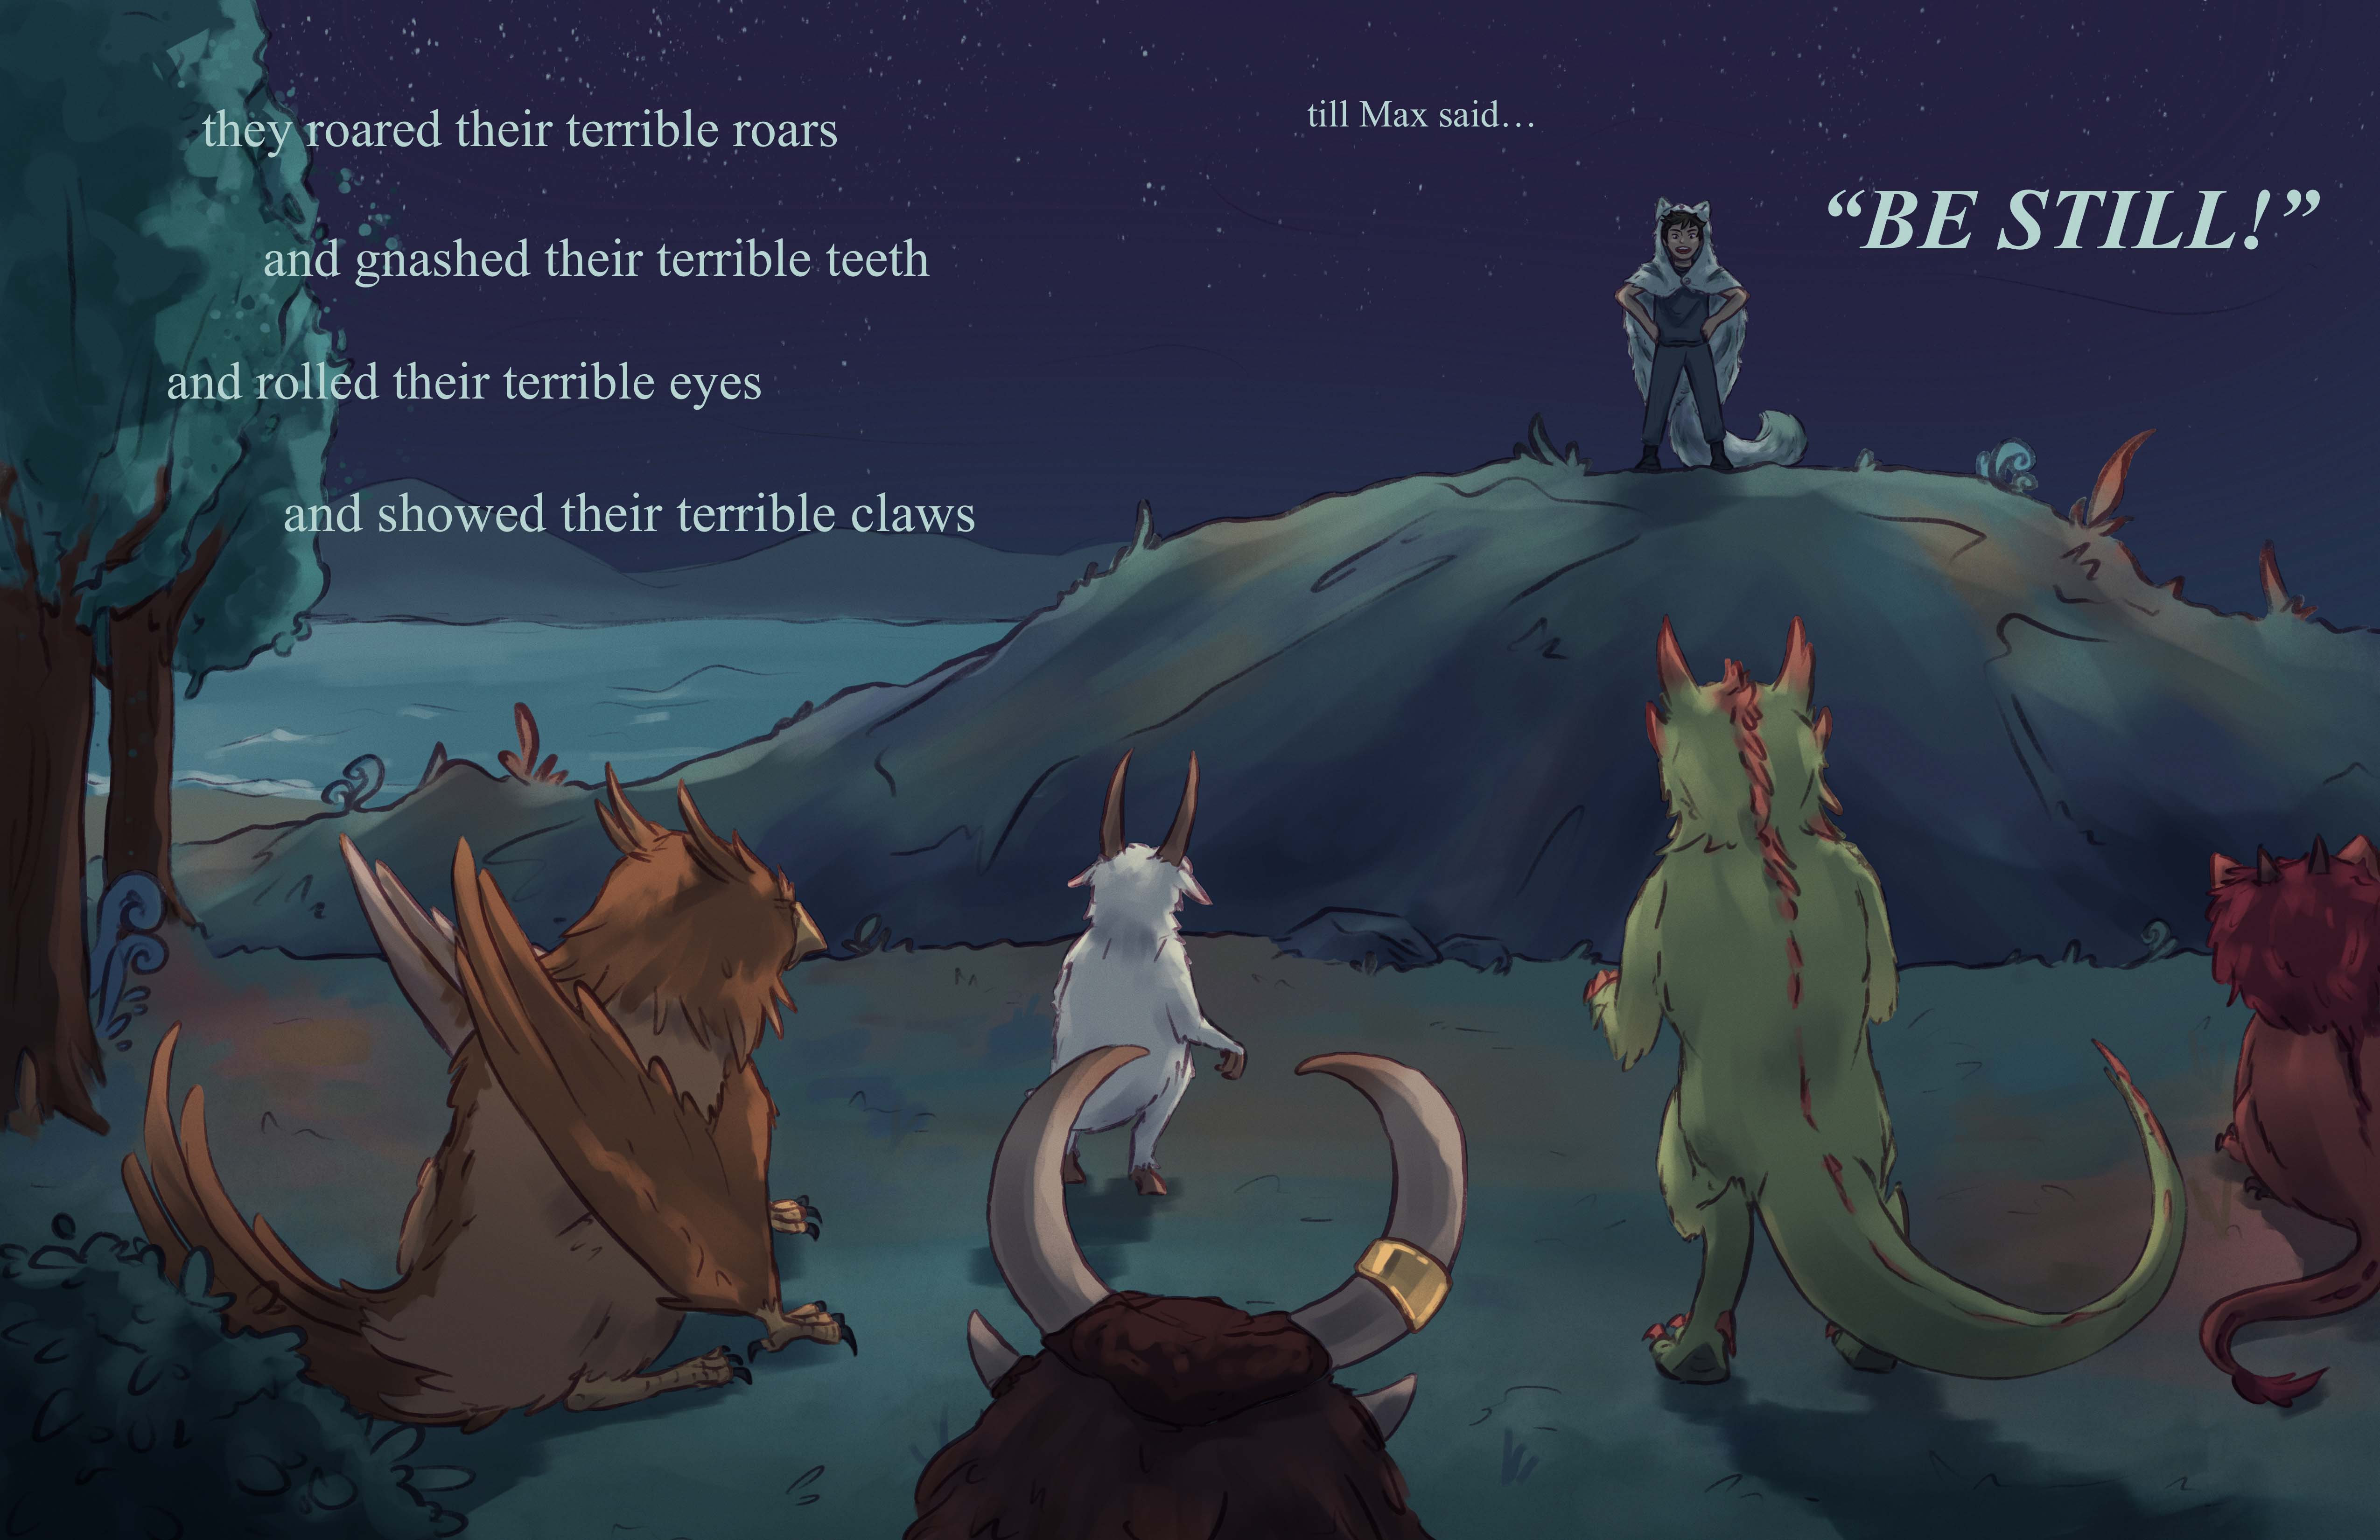 they roared their terrible roars
and gnashed their terrible teeth
and rolled their terrible eyes
and showed their terrible claws
till Max said…
“BE STILL!”